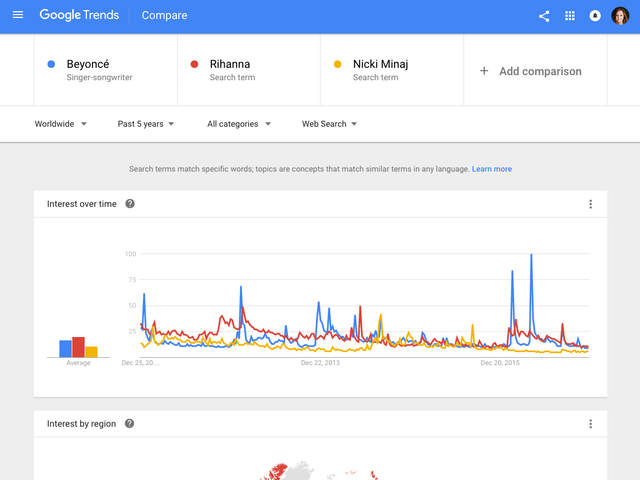 Google Trends Compare
Beyoncé
Singer-songwriter
Rihanna
Search term
Nicki Minaj
Search term
+ Add comparison
Worldwide Past 5 years All categories Web Search
Search terms match specific words; topics are concepts that match similar terms in any language. Learn more
Interest over time ?
100
75
50
25
Average
Dec 25, 20... Dec 22, 2013 Dec 20, 2015
Interest by region ?